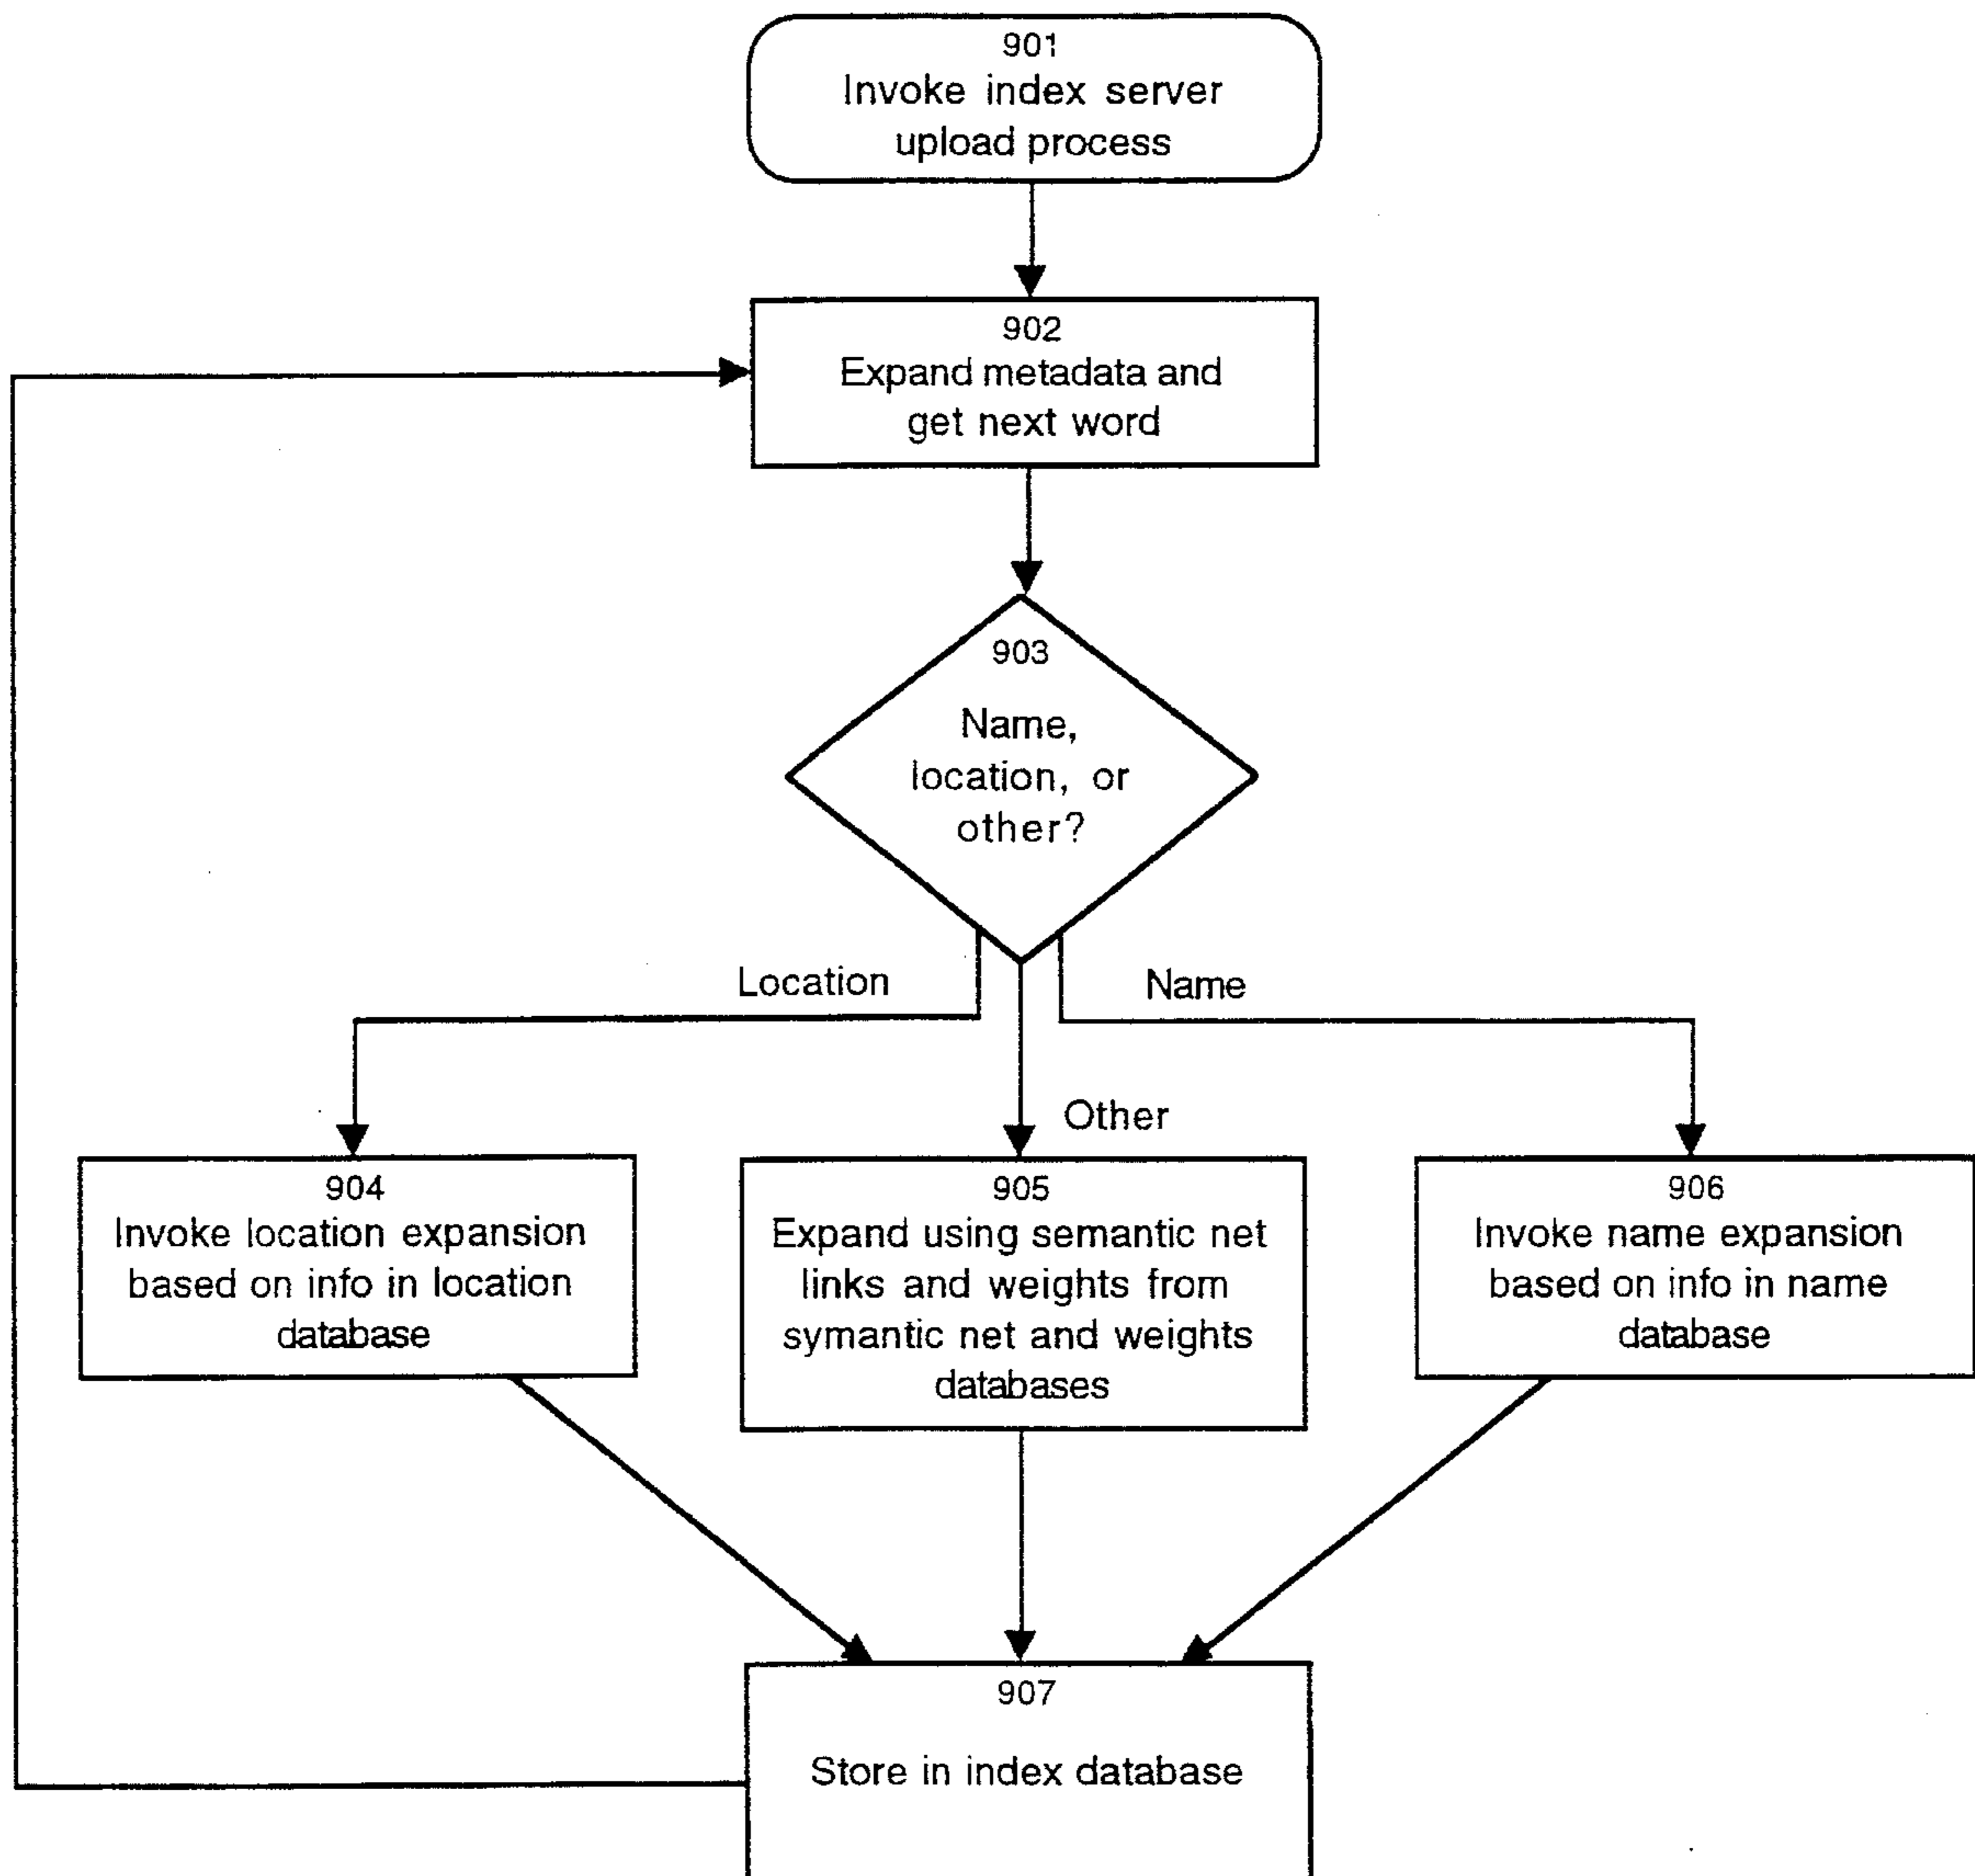 901
Invoke index server
upload process
902
Expand metadata and
get next word
903
Name,
location, or
other?
Location
Name
Other
904
Invoke location expansion
based on info in location
database
905
Expand using semantic net
links and weights from
symantic net and weights
databases
906
Invoke name expansion
based on info in name
database
907
Store in index database